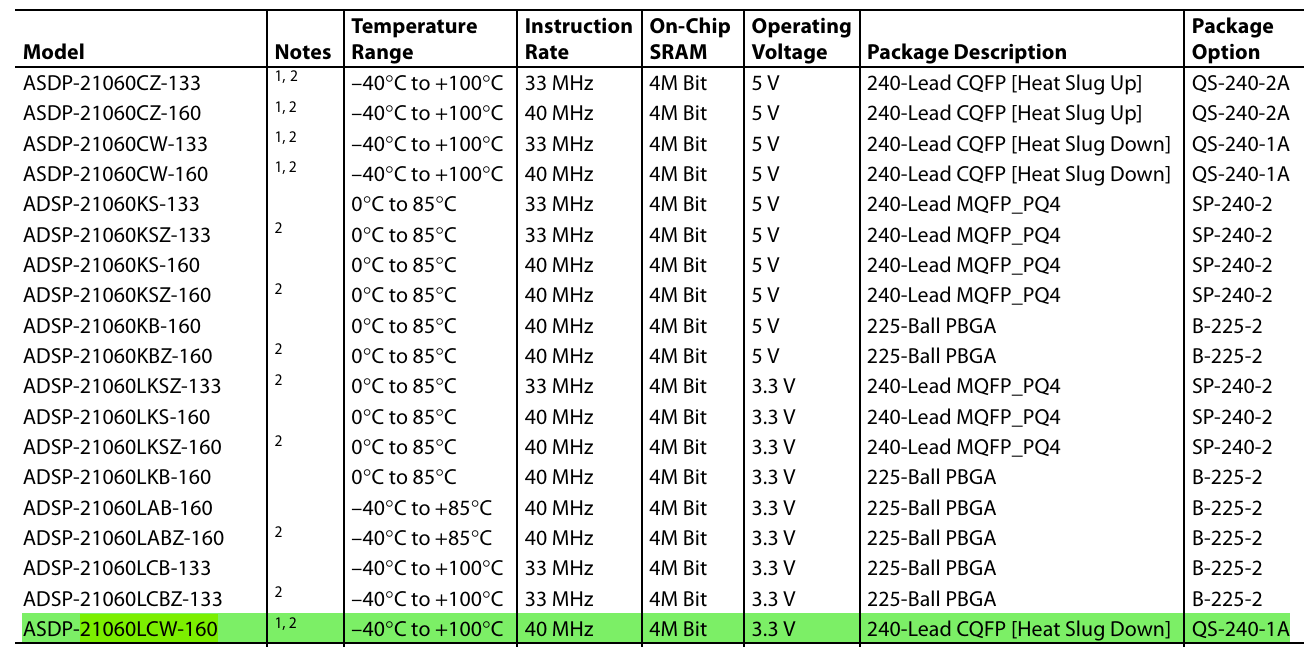 Model Notes Temperature Range Instruction Rate On-Chip SRAM Operating Voltage Package Description Package Option
ASDP-21060CZ-133 1, 2 –40°C to +100°C 33 MHz 4M Bit 5 V 240-Lead CQFP [Heat Slug Up] QS-240-2A
ASDP-21060CZ-160 1, 2 –40°C to +100°C 40 MHz 4M Bit 5 V 240-Lead CQFP [Heat Slug Up] QS-240-2A
ASDP-21060CW-133 1, 2 –40°C to +100°C 33 MHz 4M Bit 5 V 240-Lead CQFP [Heat Slug Down] QS-240-1A
ASDP-21060CW-160 1, 2 –40°C to +100°C 40 MHz 4M Bit 5 V 240-Lead CQFP [Heat Slug Down] QS-240-1A
ADSP-21060KS-133 0°C to 85°C 33 MHz 4M Bit 5 V 240-Lead MQFP_PQ4 SP-240-2
ADSP-21060KSZ-133 2 0°C to 85°C 33 MHz 4M Bit 5 V 240-Lead MQFP_PQ4 SP-240-2
ADSP-21060KS-160 0°C to 85°C 40 MHz 4M Bit 5 V 240-Lead MQFP_PQ4 SP-240-2
ADSP-21060KSZ-160 2 0°C to 85°C 40 MHz 4M Bit 5 V 240-Lead MQFP_PQ4 SP-240-2
ADSP-21060KB-160 0°C to 85°C 40 MHz 4M Bit 5 V 225-Ball PBGA B-225-2
ADSP-21060KBZ-160 2 0°C to 85°C 40 MHz 4M Bit 5 V 225-Ball PBGA B-225-2
ADSP-21060LKSZ-133 2 0°C to 85°C 33 MHz 4M Bit 3.3 V 240-Lead MQFP_PQ4 SP-240-2
ADSP-21060LKS-160 0°C to 85°C 40 MHz 4M Bit 3.3 V 240-Lead MQFP_PQ4 SP-240-2
ADSP-21060LKSZ-160 2 0°C to 85°C 40 MHz 4M Bit 3.3 V 240-Lead MQFP_PQ4 SP-240-2
ADSP-21060LKB-160 0°C to 85°C 40 MHz 4M Bit 3.3 V 225-Ball PBGA B-225-2
ADSP-21060LAB-160 –40°C to +85°C 40 MHz 4M Bit 3.3 V 225-Ball PBGA B-225-2
ADSP-21060LABZ-160 2 –40°C to +85°C 40 MHz 4M Bit 3.3 V 225-Ball PBGA B-225-2
ADSP-21060LCB-133 –40°C to +100°C 33 MHz 4M Bit 3.3 V 225-Ball PBGA B-225-2
ADSP-21060LCBZ-133 2 –40°C to +100°C 33 MHz 4M Bit 3.3 V 225-Ball PBGA B-225-2
ASDP-21060LCW-160 1, 2 –40°C to +100°C 40 MHz 4M Bit 3.3 V 240-Lead CQFP [Heat Slug Down] QS-240-1A